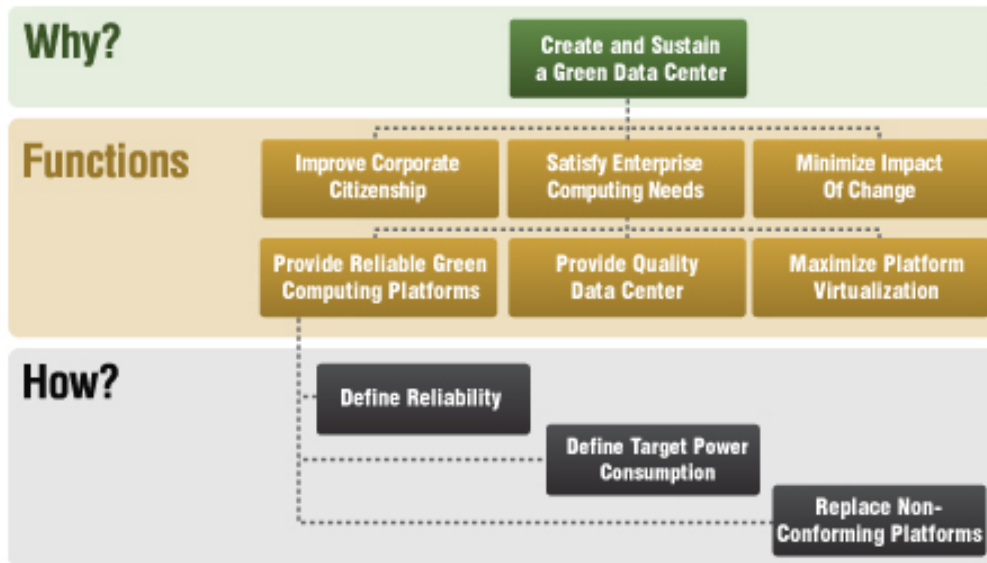 Why?
Create and Sustain
a Green Data Center
Functions
Improve Corporate
Citizenship
Satisfy Enterprise
Computing Needs
Minimize Impact
Of Change
Provide Reliable Green
Computing Platforms
Provide Quality
Data Center
Maximize Platform
Virtualization
How?
Define Reliability
Define Target Power
Consumption
Replace Non-
Conforming Platforms